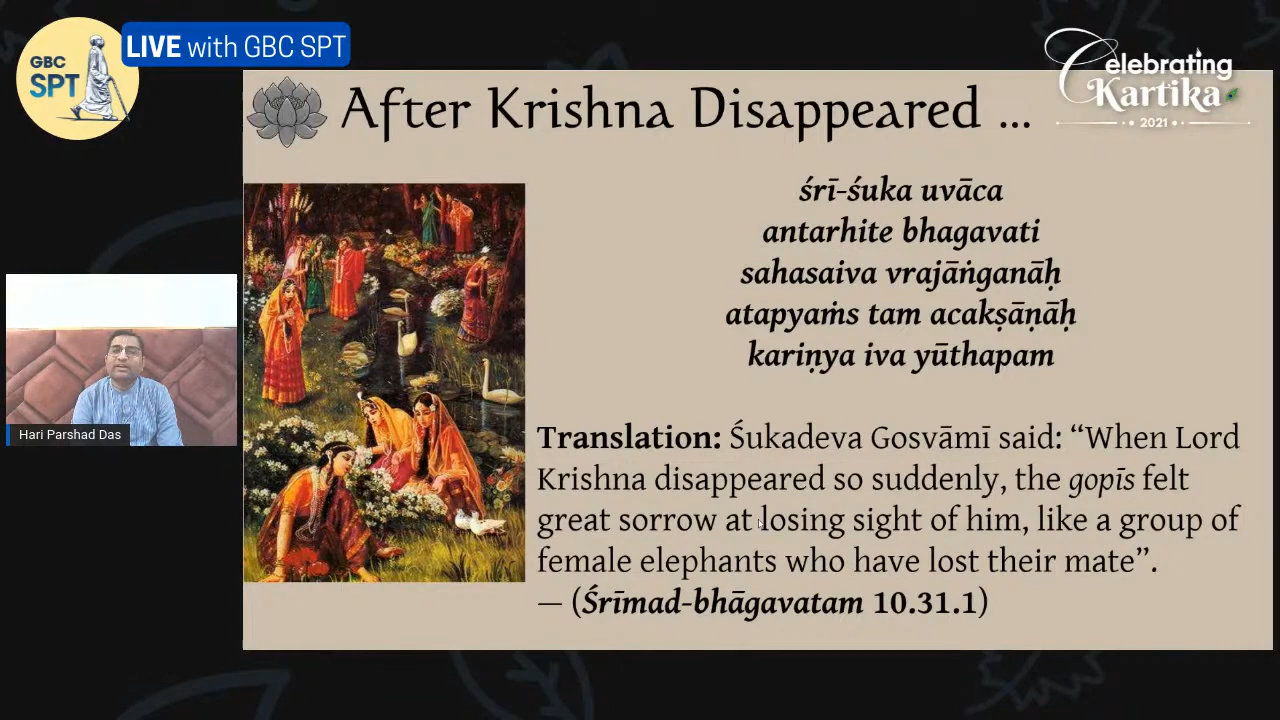 GBC
SPT
LIVE with GBC SPT
Celebrating
Kartika
2021
After Krishna Disappeared ...
śrī-śuka uvāca
antarhite bhagavati
sahasaiva vrajāṅganāḥ
atapyaṁs tam acakṣāṇāḥ
kariṇya iva yūthapam
Translation: Śukadeva Gosvāmī said: “When Lord
Krishna disappeared so suddenly, the gopīs felt
great sorrow at losing sight of him, like a group of
female elephants who have lost their mate”.
— (Śrīmad-bhāgavatam 10.31.1)
Hari Parshad Das